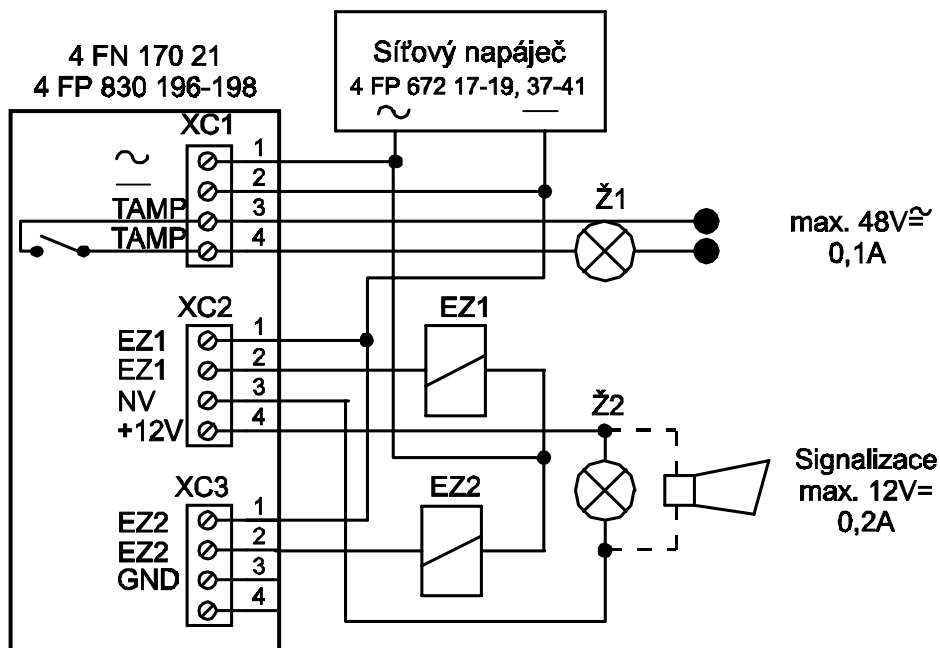 4 FN 170 21
4 FP 830 196-198
Síťový napáječ
4 FP 672 17-19, 37-41
XC1
1
2
TAMP 3
TAMP 4
Ž1
max. 48V≂
0,1A
XC2
EZ1 1
EZ1 2
NV 3
+12V 4
EZ1
Ž2
Signalizace
max. 12V=
0,2A
XC3
EZ2 1
EZ2 2
GND 3
4
EZ2